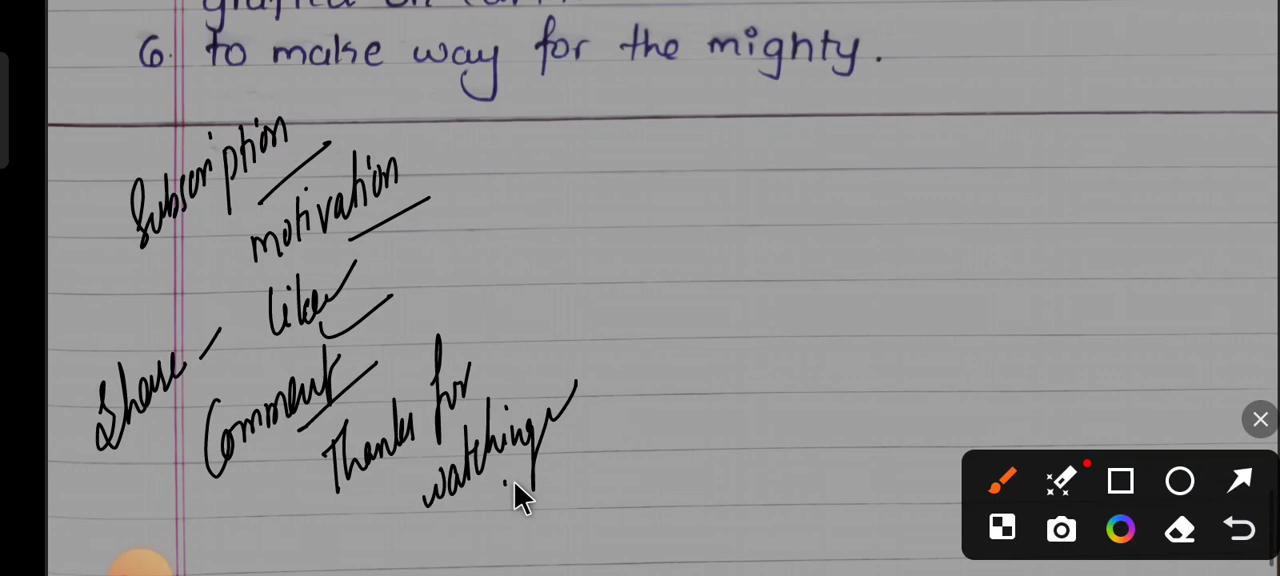 6. to make way for the mighty.
Subscription
motivation
like
Share
Comment
Thanks for
watching